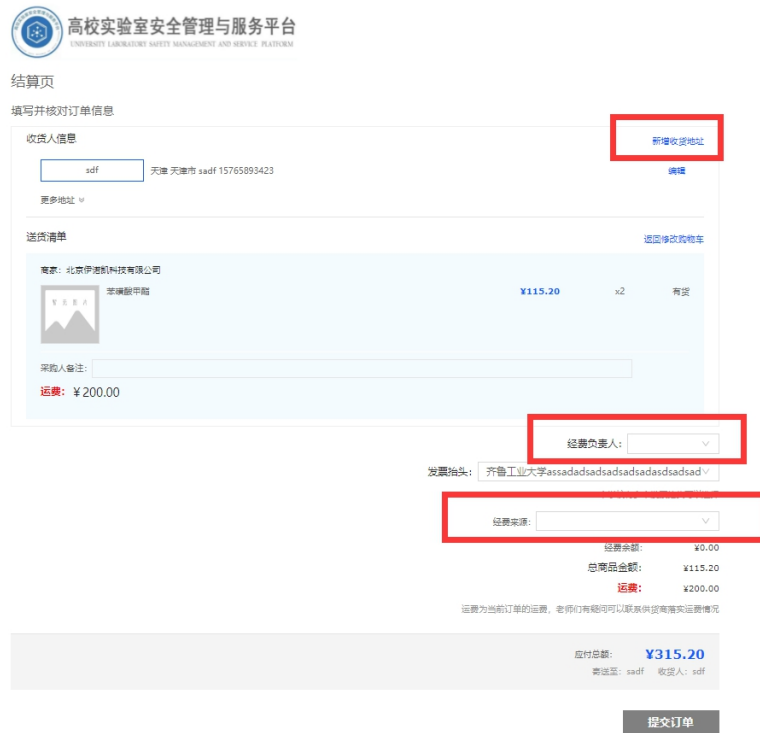 高校实验室安全管理与服务平台
UNIVERSITY LABORATORY SAFETY MANAGEMENT AND SERVICE PLATFORM
结算页
填写并核对订单信息
收货人信息
新增收货地址
sdf 天津 天津市 sadf 15765893423 编辑
更多地址
送货清单
返回修改购物车
商家: 北京伊诺凯科技有限公司
暂无图片
苯磺酸甲酯 ¥115.20 x2 有货
采购人备注:
运费: ¥200.00
经费负责人:
发票抬头: 齐鲁工业大学assadadsadsadsadsadasdsadsad
经费来源:
经费余额: ¥0.00
总商品金额: ¥115.20
运费: ¥200.00
运费为当前订单的运费, 老师们有疑问可以联系供货商落实运费情况
应付总额: ¥315.20
寄送至: sadf 收货人: sdf
提交订单